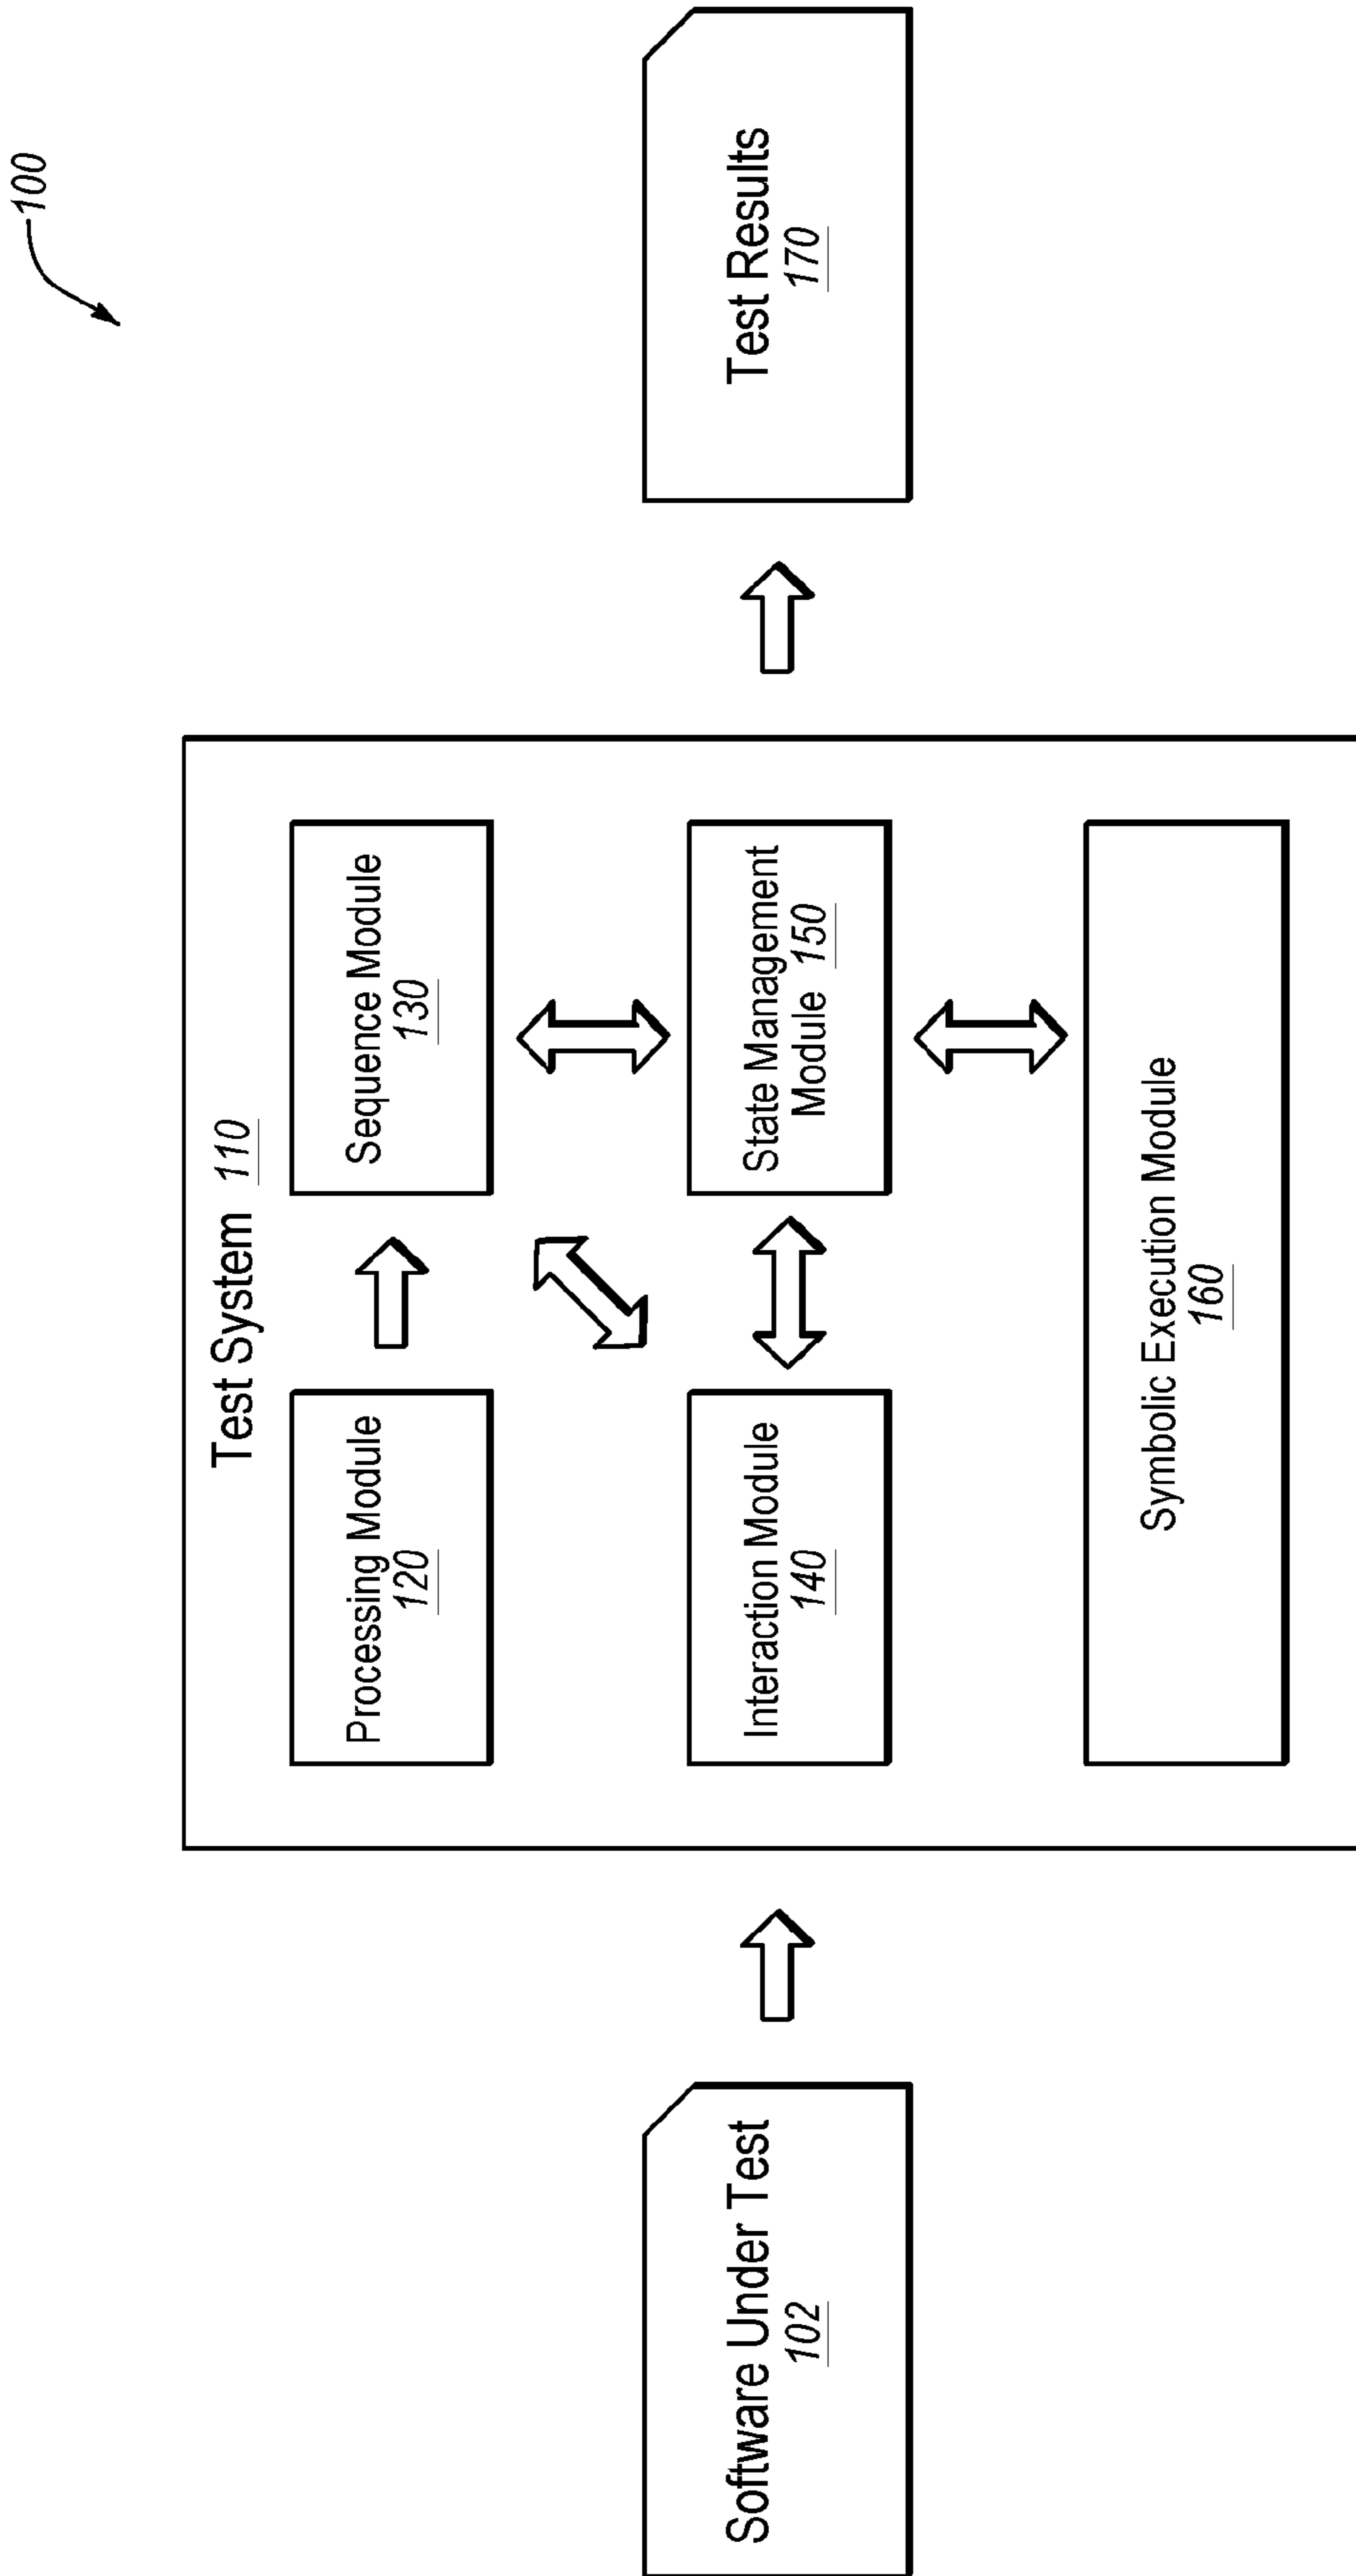 100
Test System 110
Processing Module
120
Sequence Module
130
Software Under Test
102
Interaction Module
140
State Management
Module 150
Test Results
170
Symbolic Execution Module
160